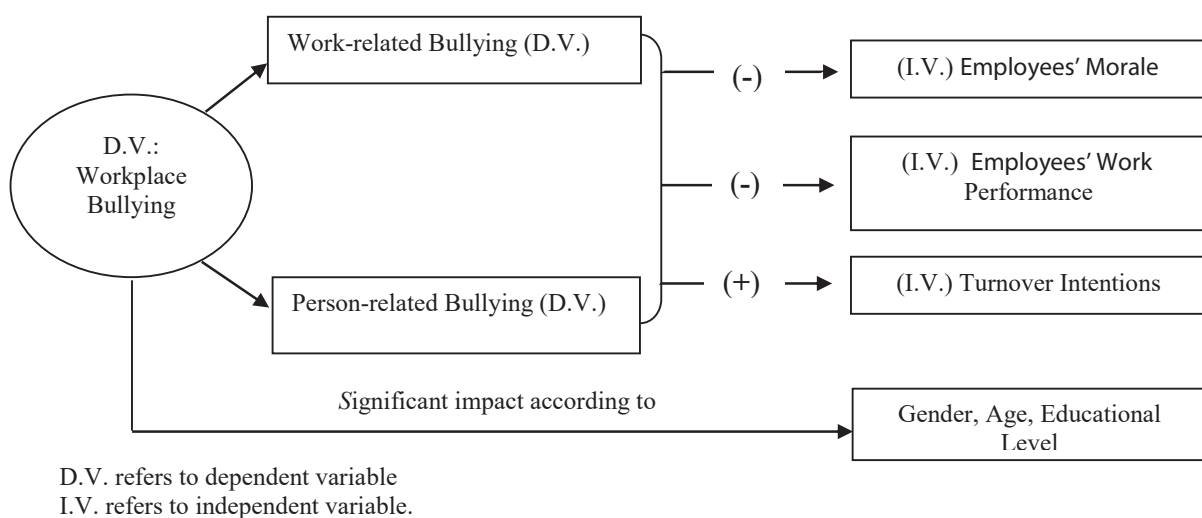 Work-related Bullying (D.V.)
(-)
(I.V.) Employees' Morale
D.V.:
Workplace
Bullying
(-)
(I.V.) Employees' Work
Performance
Person-related Bullying (D.V.)
(+)
(I.V.) Turnover Intentions
Significant impact according to
Gender, Age, Educational
Level
D.V. refers to dependent variable
I.V. refers to independent variable.